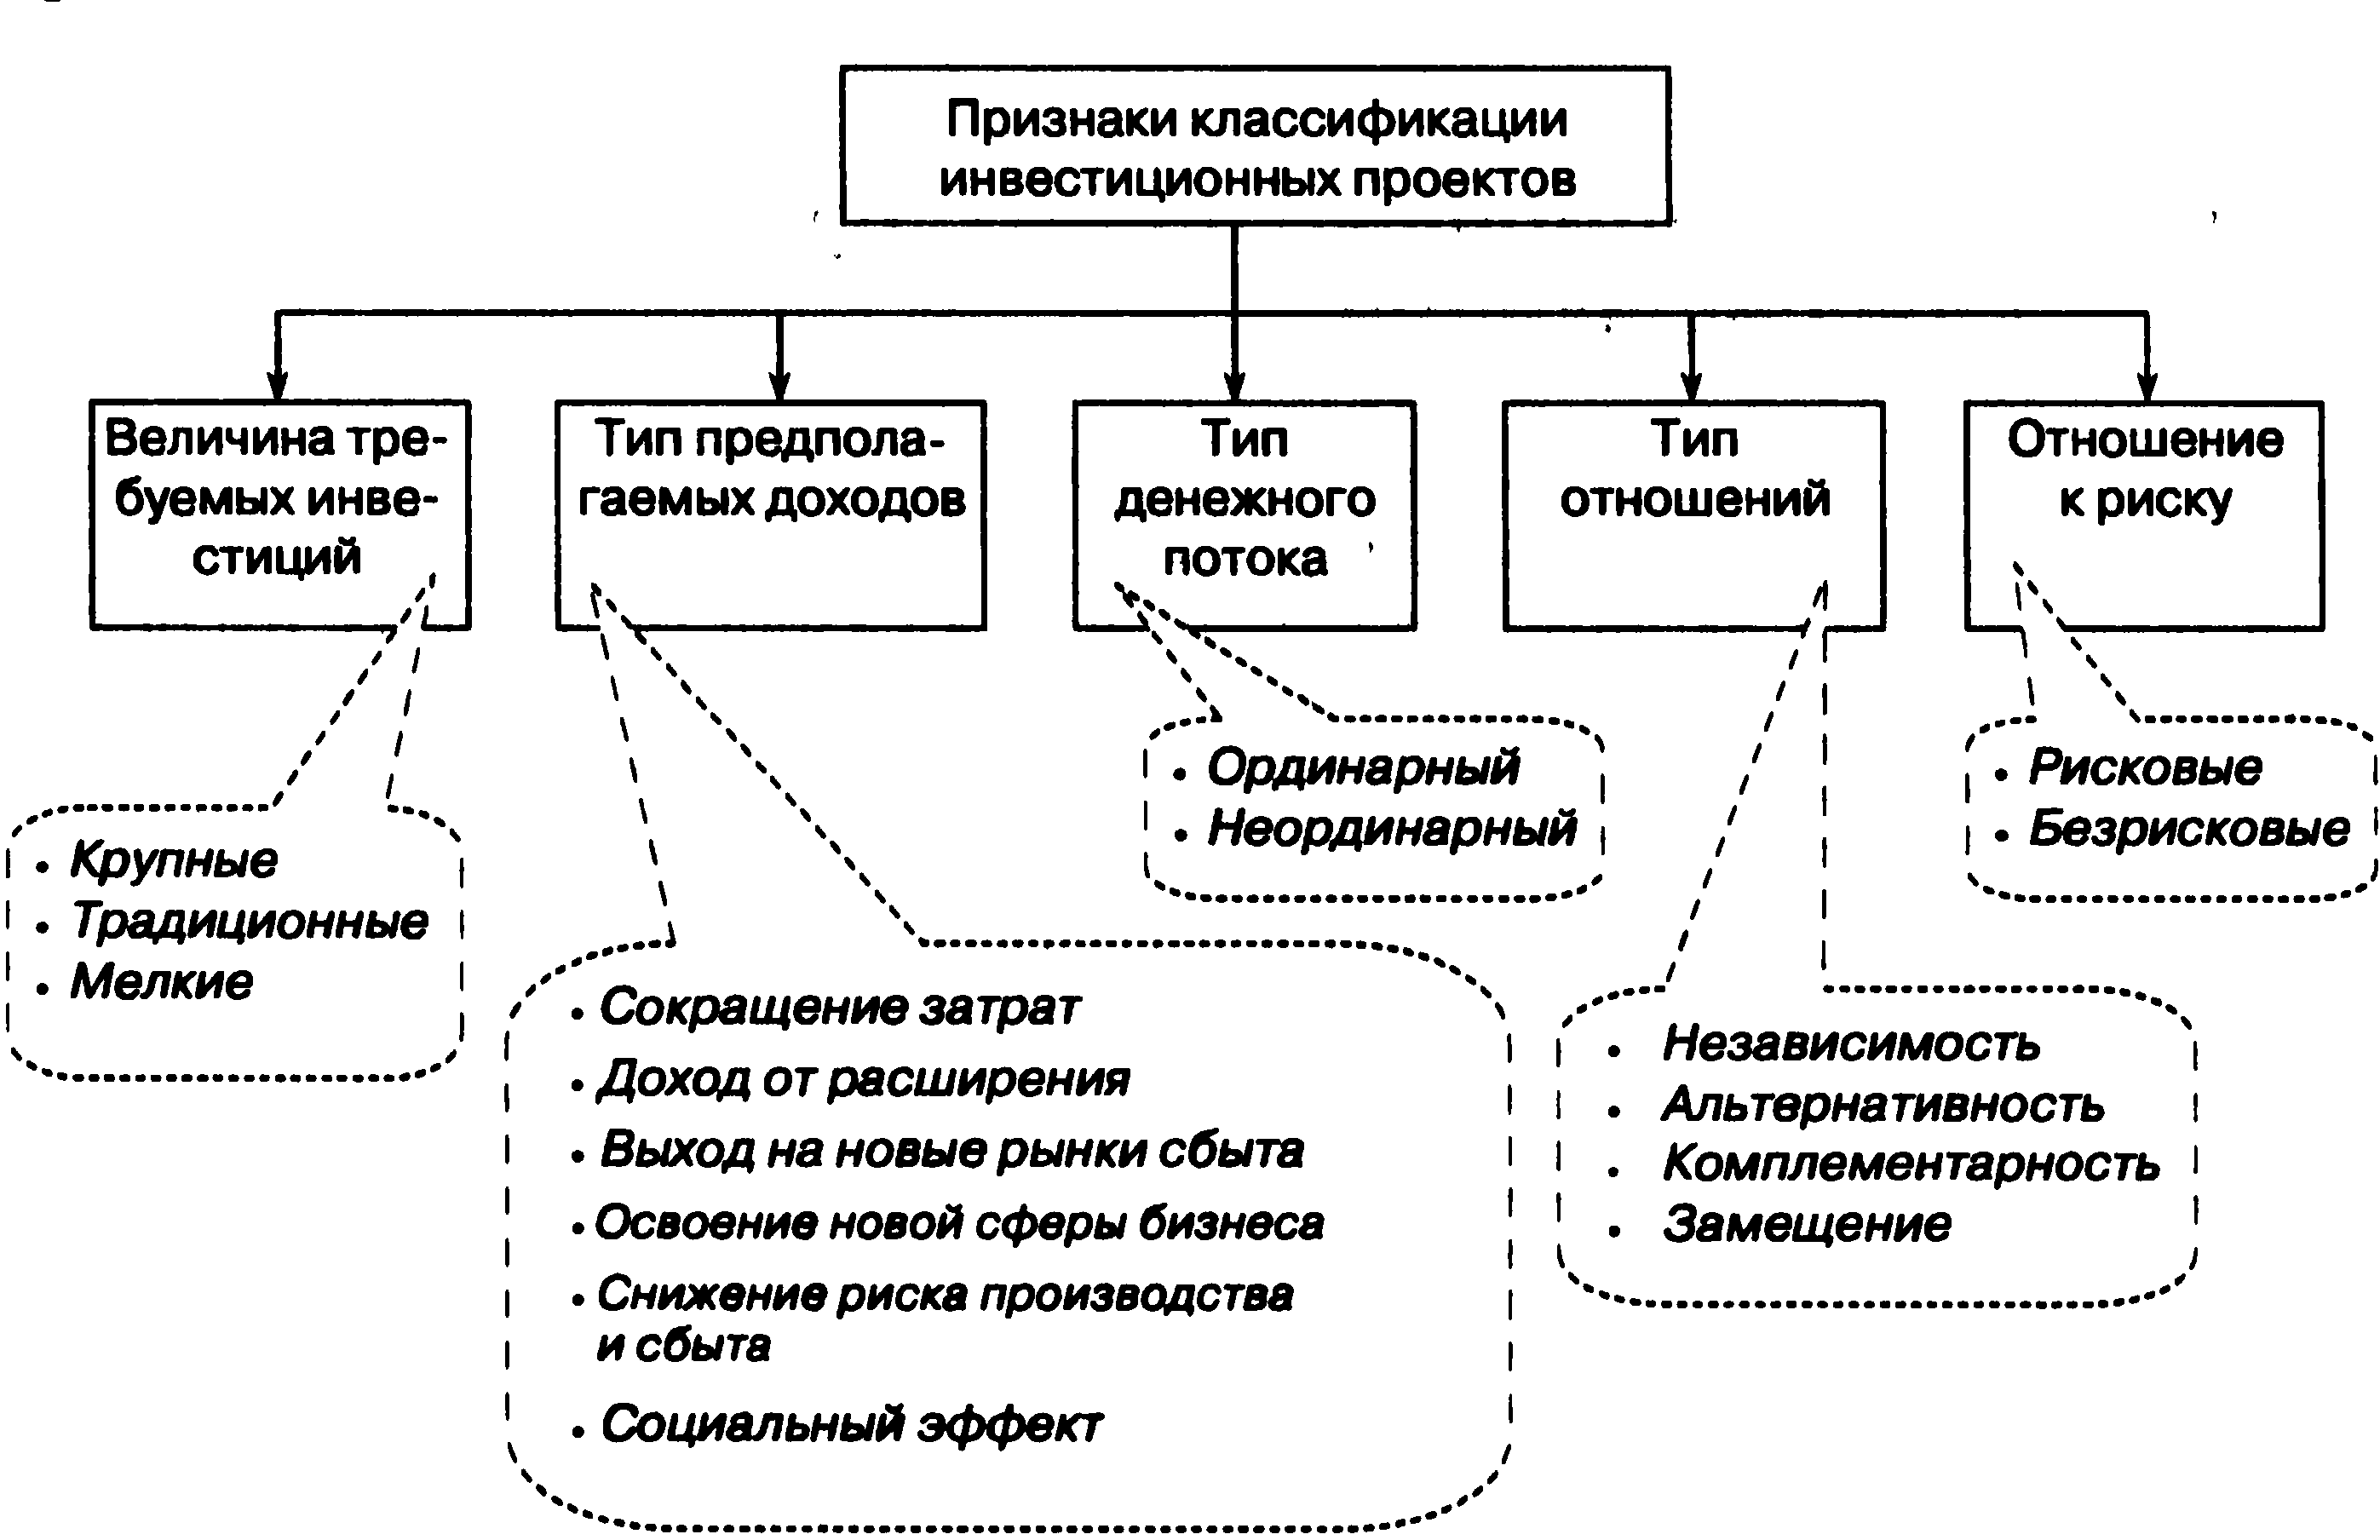 Признаки классификации
инвестиционных проектов
Величина тре-
буемых инве-
стиций
Тип предпола-
гаемых доходов
Тип
денежного
потока
Тип
отношений
Отношение
к риску
• Крупные
• Традиционные
• Мелкие
• Сокращение затрат
• Доход от расширения
• Выход на новые рынки сбыта
• Освоение новой сферы бизнеса
• Снижение риска производства
и сбыта
• Социальный эффект
• Ординарный
• Неординарный
• Независимость
• Альтернативность
• Комплементарность
• Замещение
• Рисковые
• Безрисковые